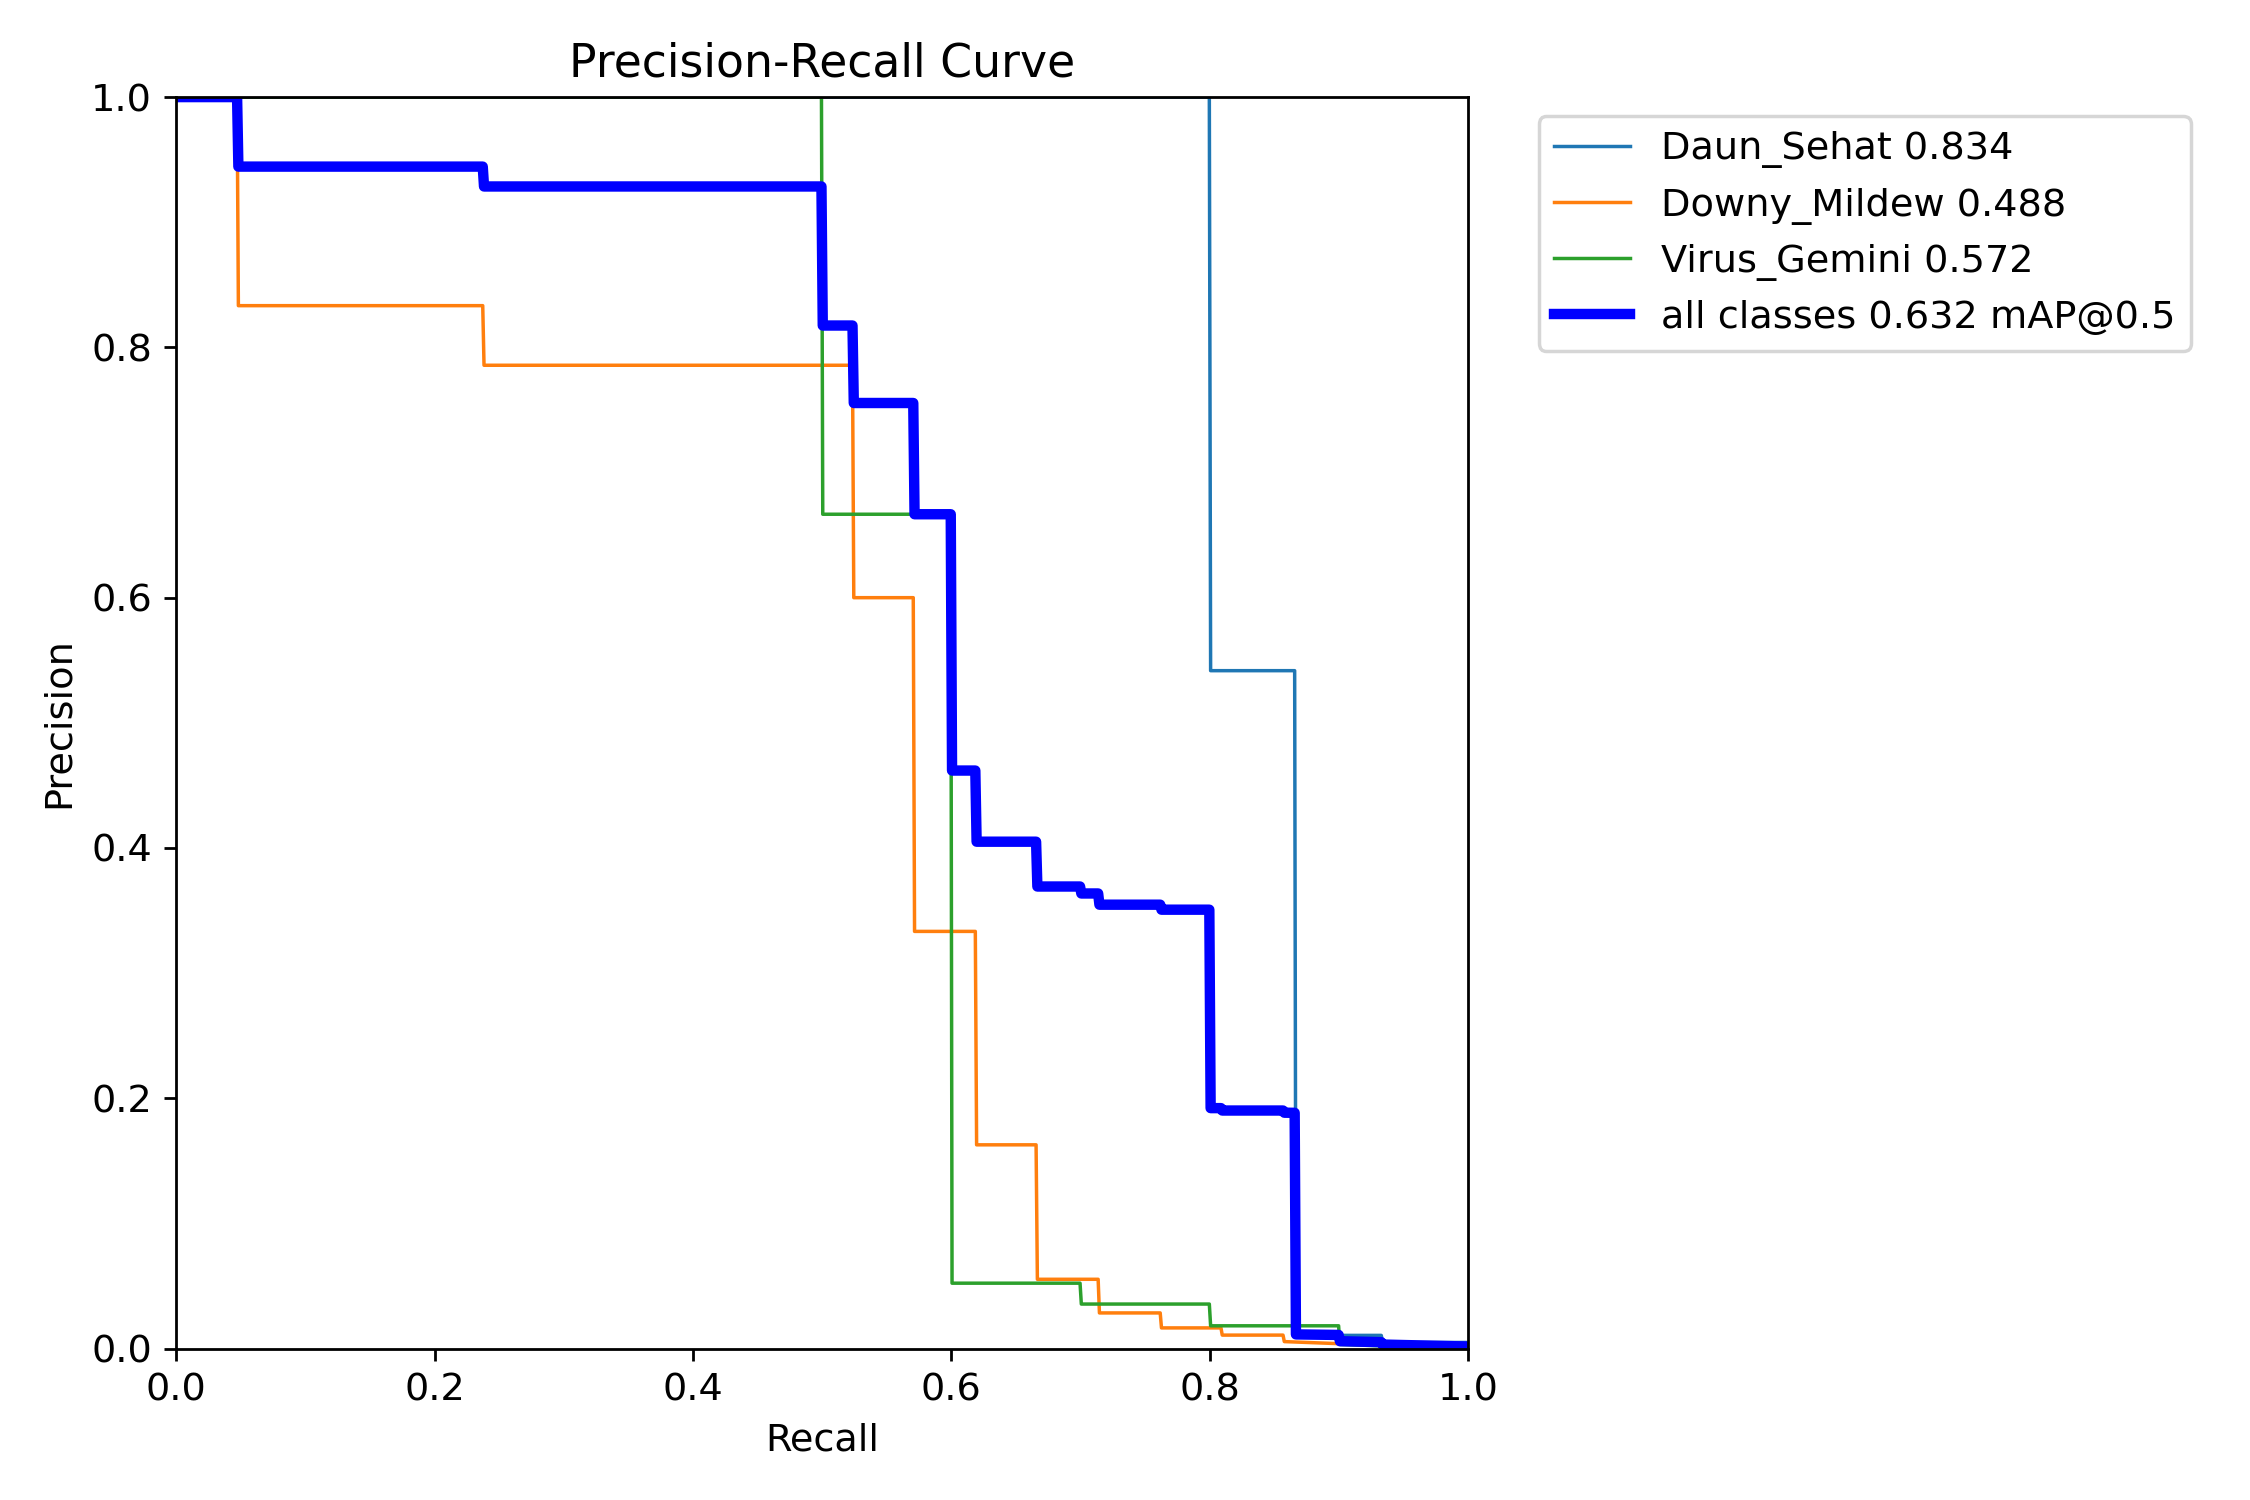 Precision-Recall Curve
1.0
0.8
0.6
0.4
0.2
0.0
Precision
0.0 0.2 0.4 0.6 0.8 1.0
Recall
Daun_Sehat 0.834
Downy_Mildew 0.488
Virus_Gemini 0.572
all classes 0.632 mAP@0.5